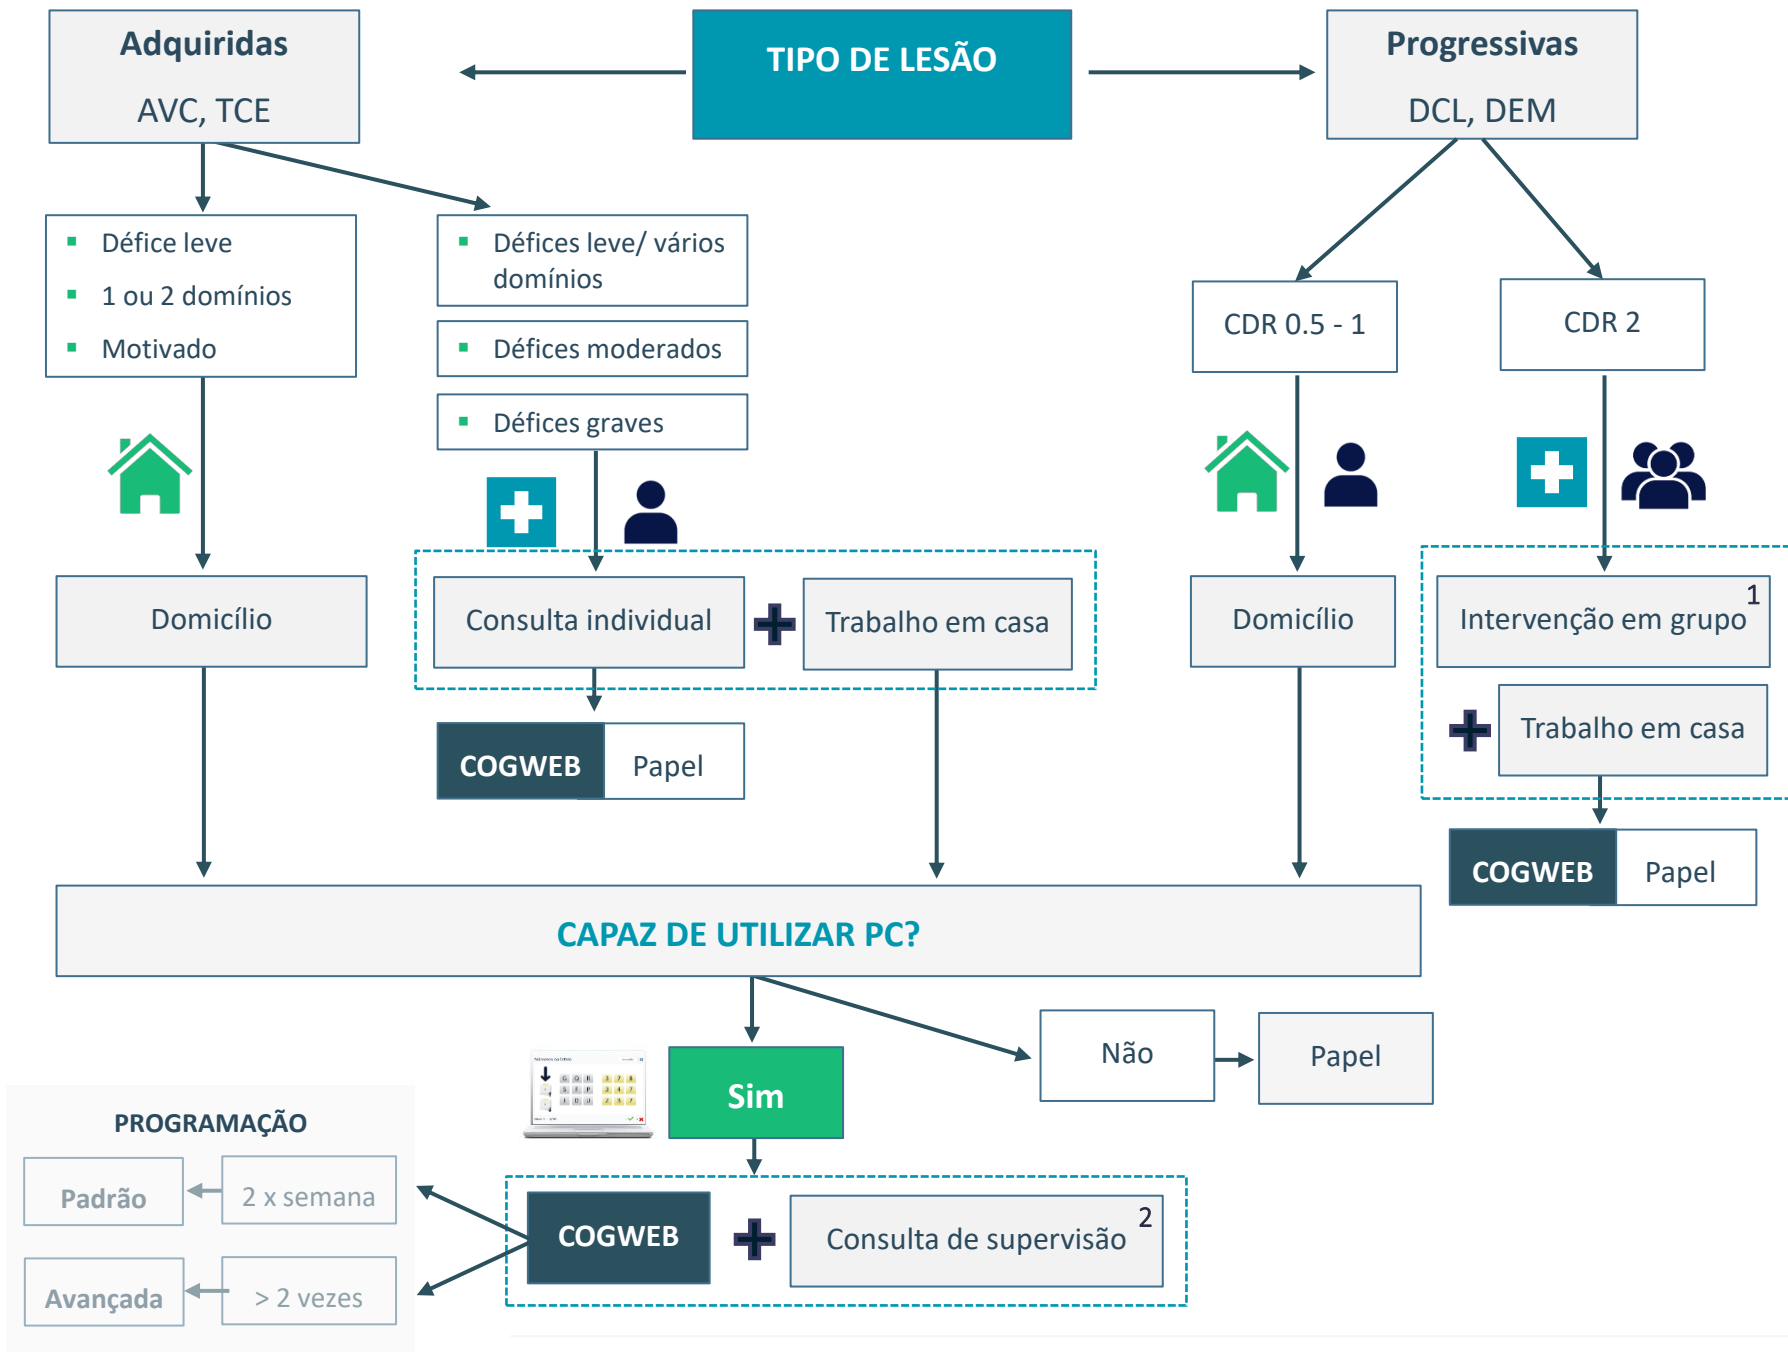 TIPO DE LESÃO
Adquiridas
AVC, TCE
Progressivas
DCL, DEM
Défice leve
1 ou 2 domínios
Motivado
Défices leve/ vários
domínios
Défices moderados
Défices graves
CDR 0.5 - 1
CDR 2
Domicílio
Consulta individual
Trabalho em casa
COGWEB
Papel
Domicílio
Intervenção em grupo 1
Trabalho em casa
COGWEB
Papel
CAPAZ DE UTILIZAR PC?
Sim
Não
Papel
COGWEB
Consulta de supervisão 2
PROGRAMAÇÃO
Padrão
2 x semana
Avançada
> 2 vezes